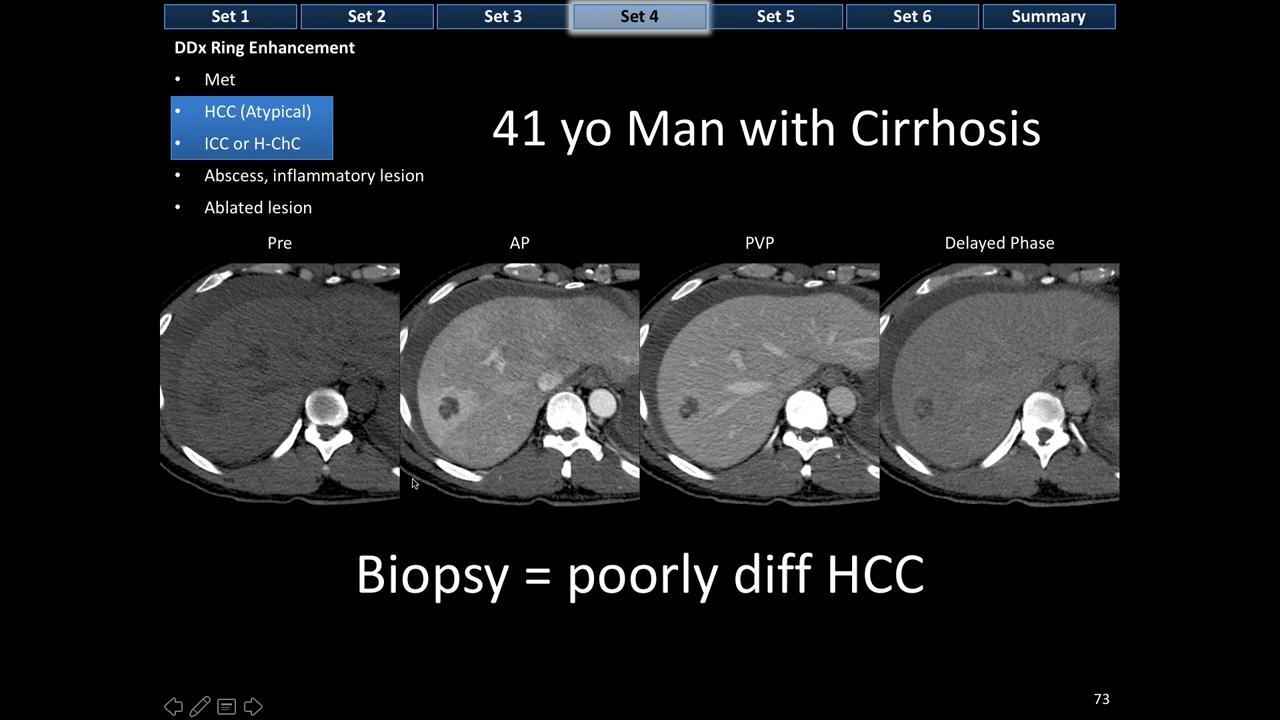 Set 1 Set 2 Set 3 Set 4 Set 5 Set 6 Summary
DDx Ring Enhancement
• Met
• HCC (Atypical)
• ICC or H-ChC
• Abscess, inflammatory lesion
• Ablated lesion
41 yo Man with Cirrhosis
Pre AP PVP Delayed Phase
Biopsy = poorly diff HCC
73